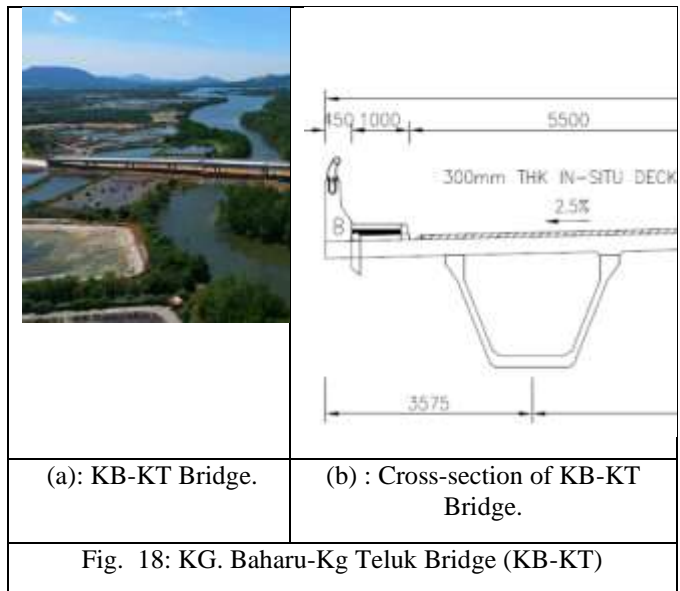 450 1000 5500
300mm THK IN-SITU DECK
2.5%
B
3575
(a): KB-KT Bridge.
(b) : Cross-section of KB-KT
Bridge.
Fig. 18: KG. Baharu-Kg Teluk Bridge (KB-KT)